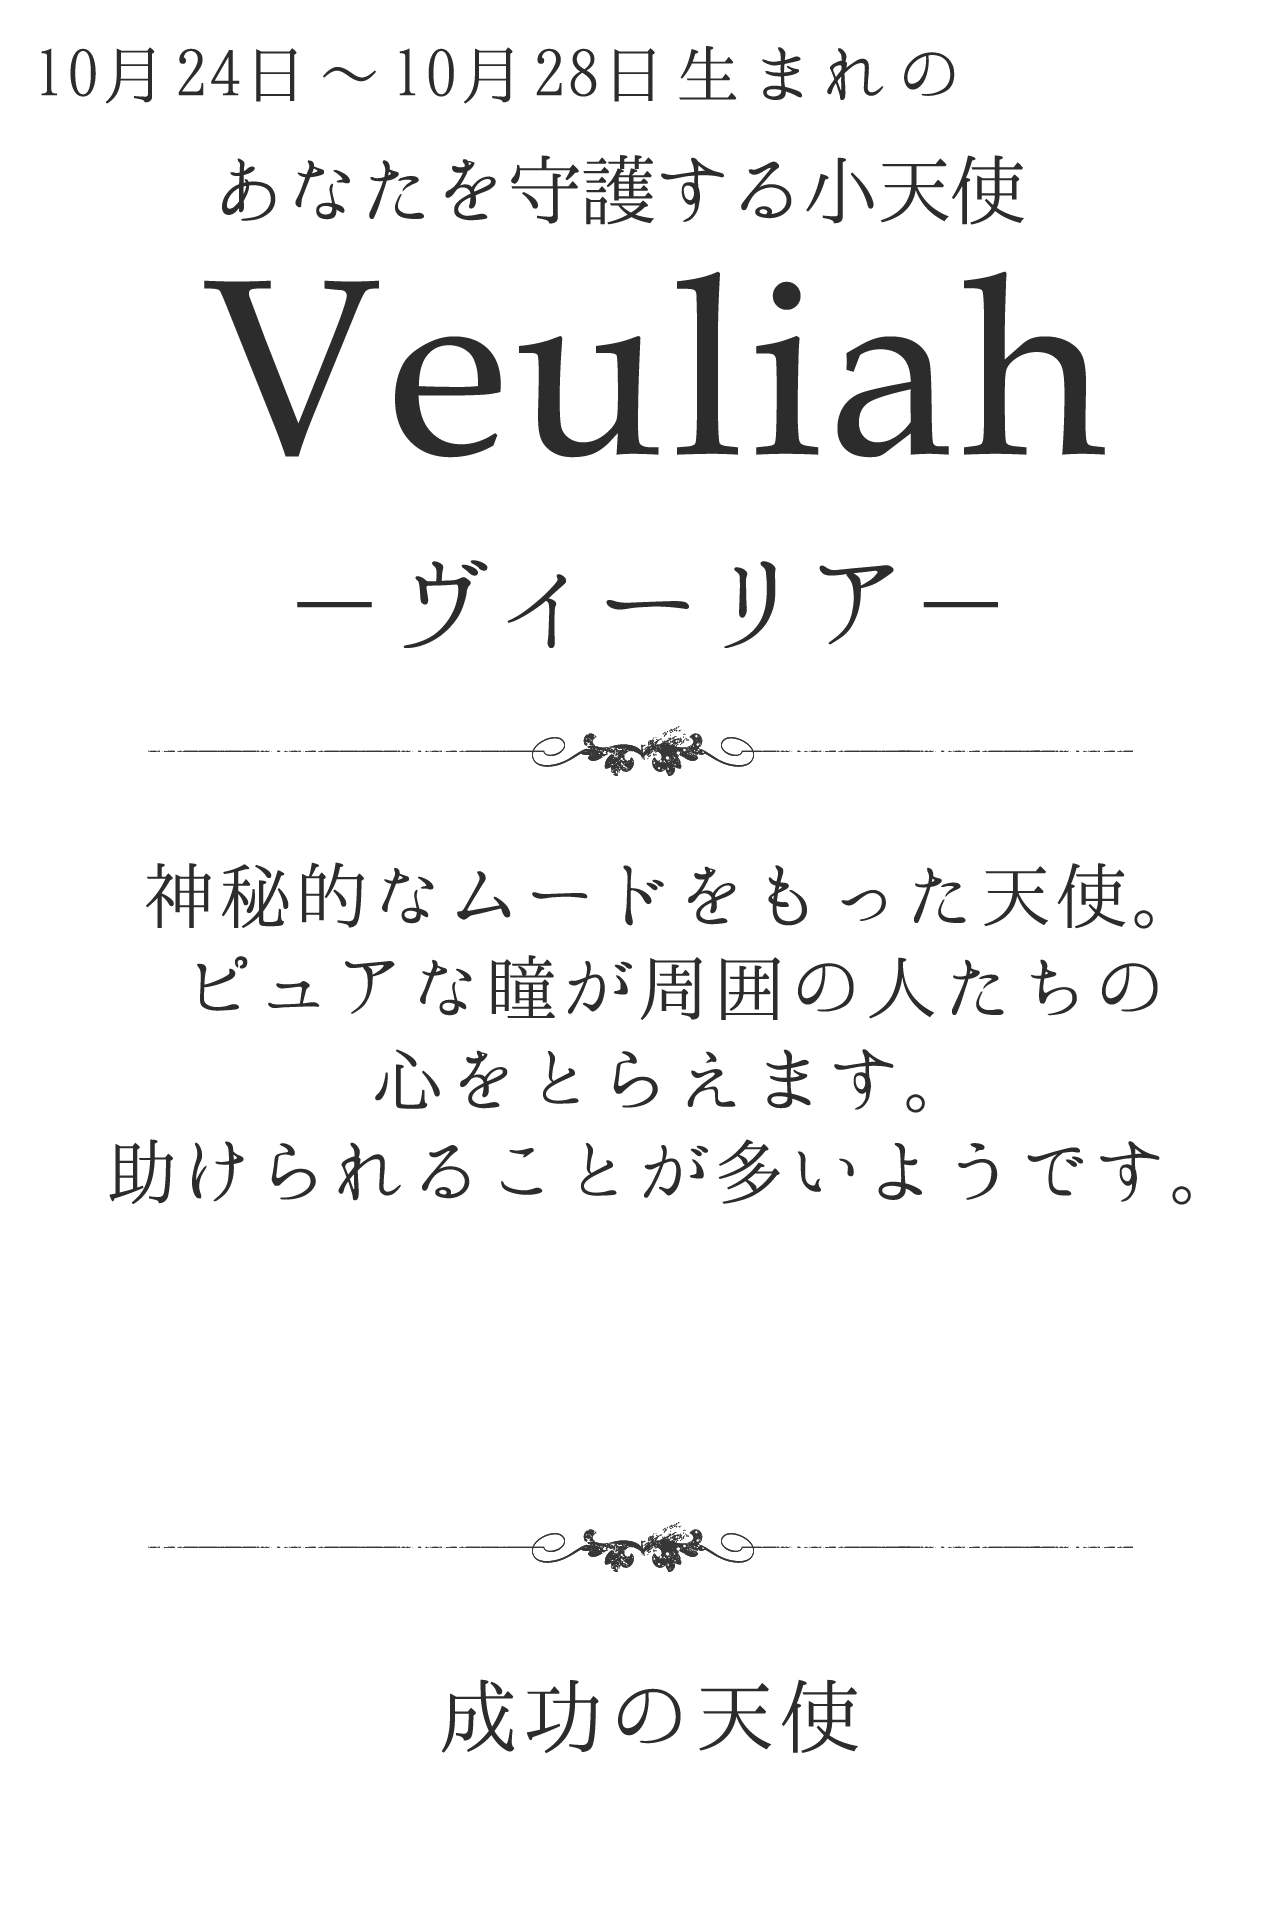 10月24日～10月28日生まれの
あなたを守護する小天使
Veuliah
－ヴィーリア－
神秘的なムードをもった天使。
ピュアな瞳が周囲の人たちの
心をとらえます。
助けられることが多いようです。
成功の天使